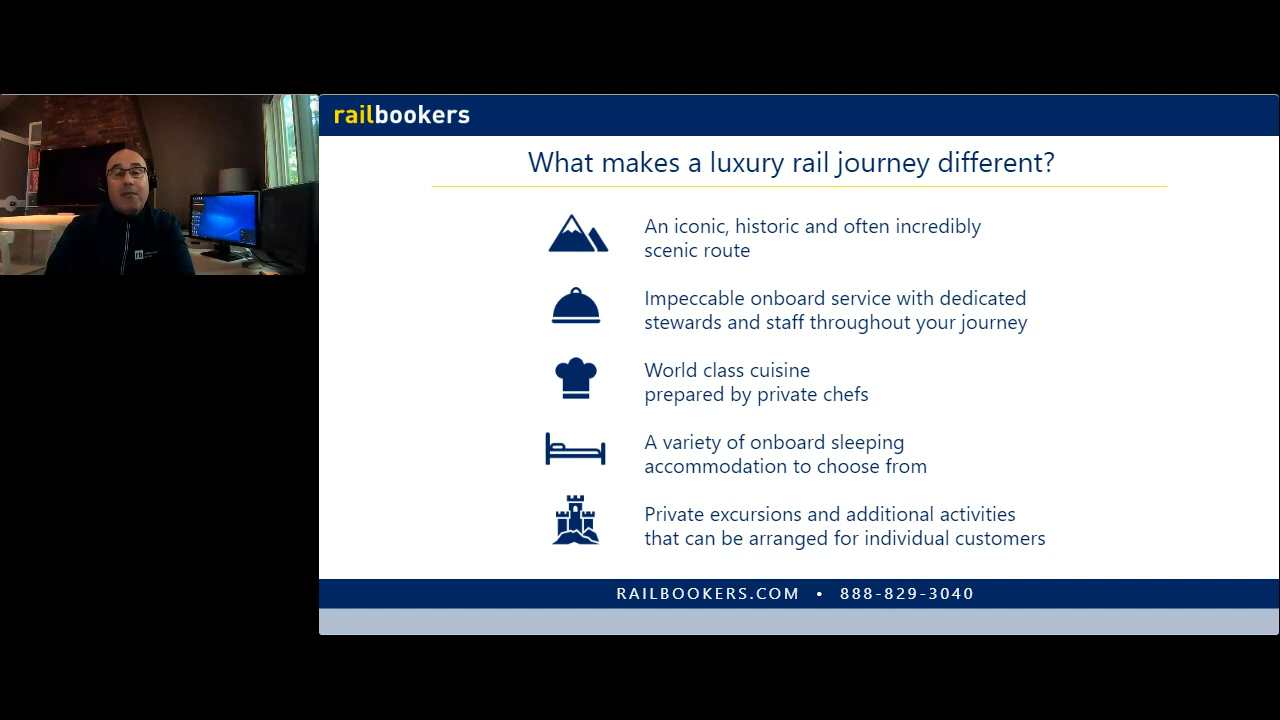 railbookers
What makes a luxury rail journey different?
An iconic, historic and often incredibly
scenic route
Impeccable onboard service with dedicated
stewards and staff throughout your journey
World class cuisine
prepared by private chefs
A variety of onboard sleeping
accommodation to choose from
Private excursions and additional activities
that can be arranged for individual customers
RAILBOOKERS.COM • 888-829-3040
rb